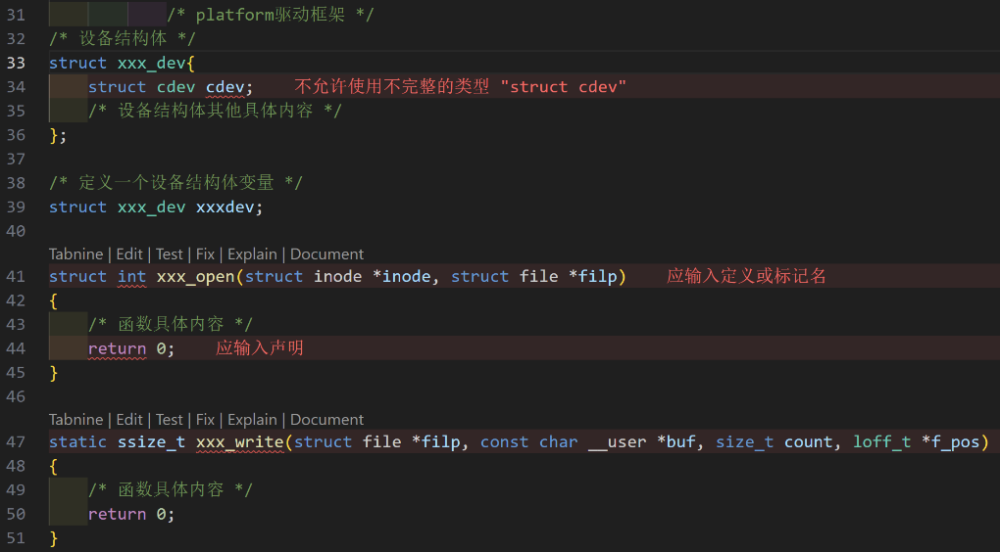 31 /* platform驱动框架 */
32 /* 设备结构体 */
33 struct xxx_dev{
34 struct cdev cdev; 不允许使用不完整的类型 "struct cdev"
35 /* 设备结构体其他具体内容 */
36 };
37
38 /* 定义一个设备结构体变量 */
39 struct xxx_dev xxxdev;
40
Tabnine | Edit | Test | Fix | Explain | Document
41 struct int xxx_open(struct inode *inode, struct file *filp) 应输入定义或标记名
42 {
43 /* 函数具体内容 */
44 return 0; 应输入声明
45 }
46
Tabnine | Edit | Test | Fix | Explain | Document
47 static ssize_t xxx_write(struct file *filp, const char __user *buf, size_t count, loff_t *f_pos)
48 {
49 /* 函数具体内容 */
50 return 0;
51 }